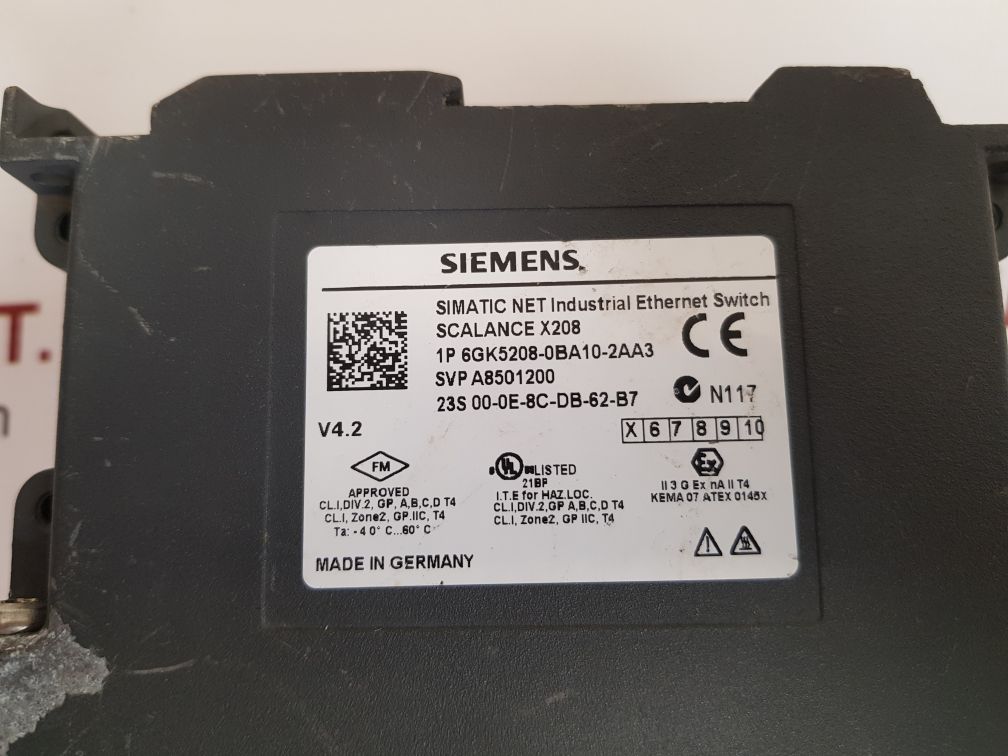 SIEMENS
SIMATIC NET Industrial Ethernet Switch
SCALANCE X208
1P 6GK5208-0BA10-2AA3
SVP A8501200
23S 00-0E-8C-DB-62-B7
CE
N117
V4.2
X 6 7 8 9 10
FM
APPROVED
CL.I,DIV.2, GP, A,B,C,D T4
CL.I, Zone2, GP.IIC, T4
Ta: -40° C...60° C
UL LISTED
I.T.E for HAZ.LOC.
CL.I,DIV.2,GP A,B,C,D T4
CL.I, Zone2, GP IIC, T4
Ex
II 3 G Ex nA II T4
KEMA 07 ATEX 0145X
MADE IN GERMANY
T.